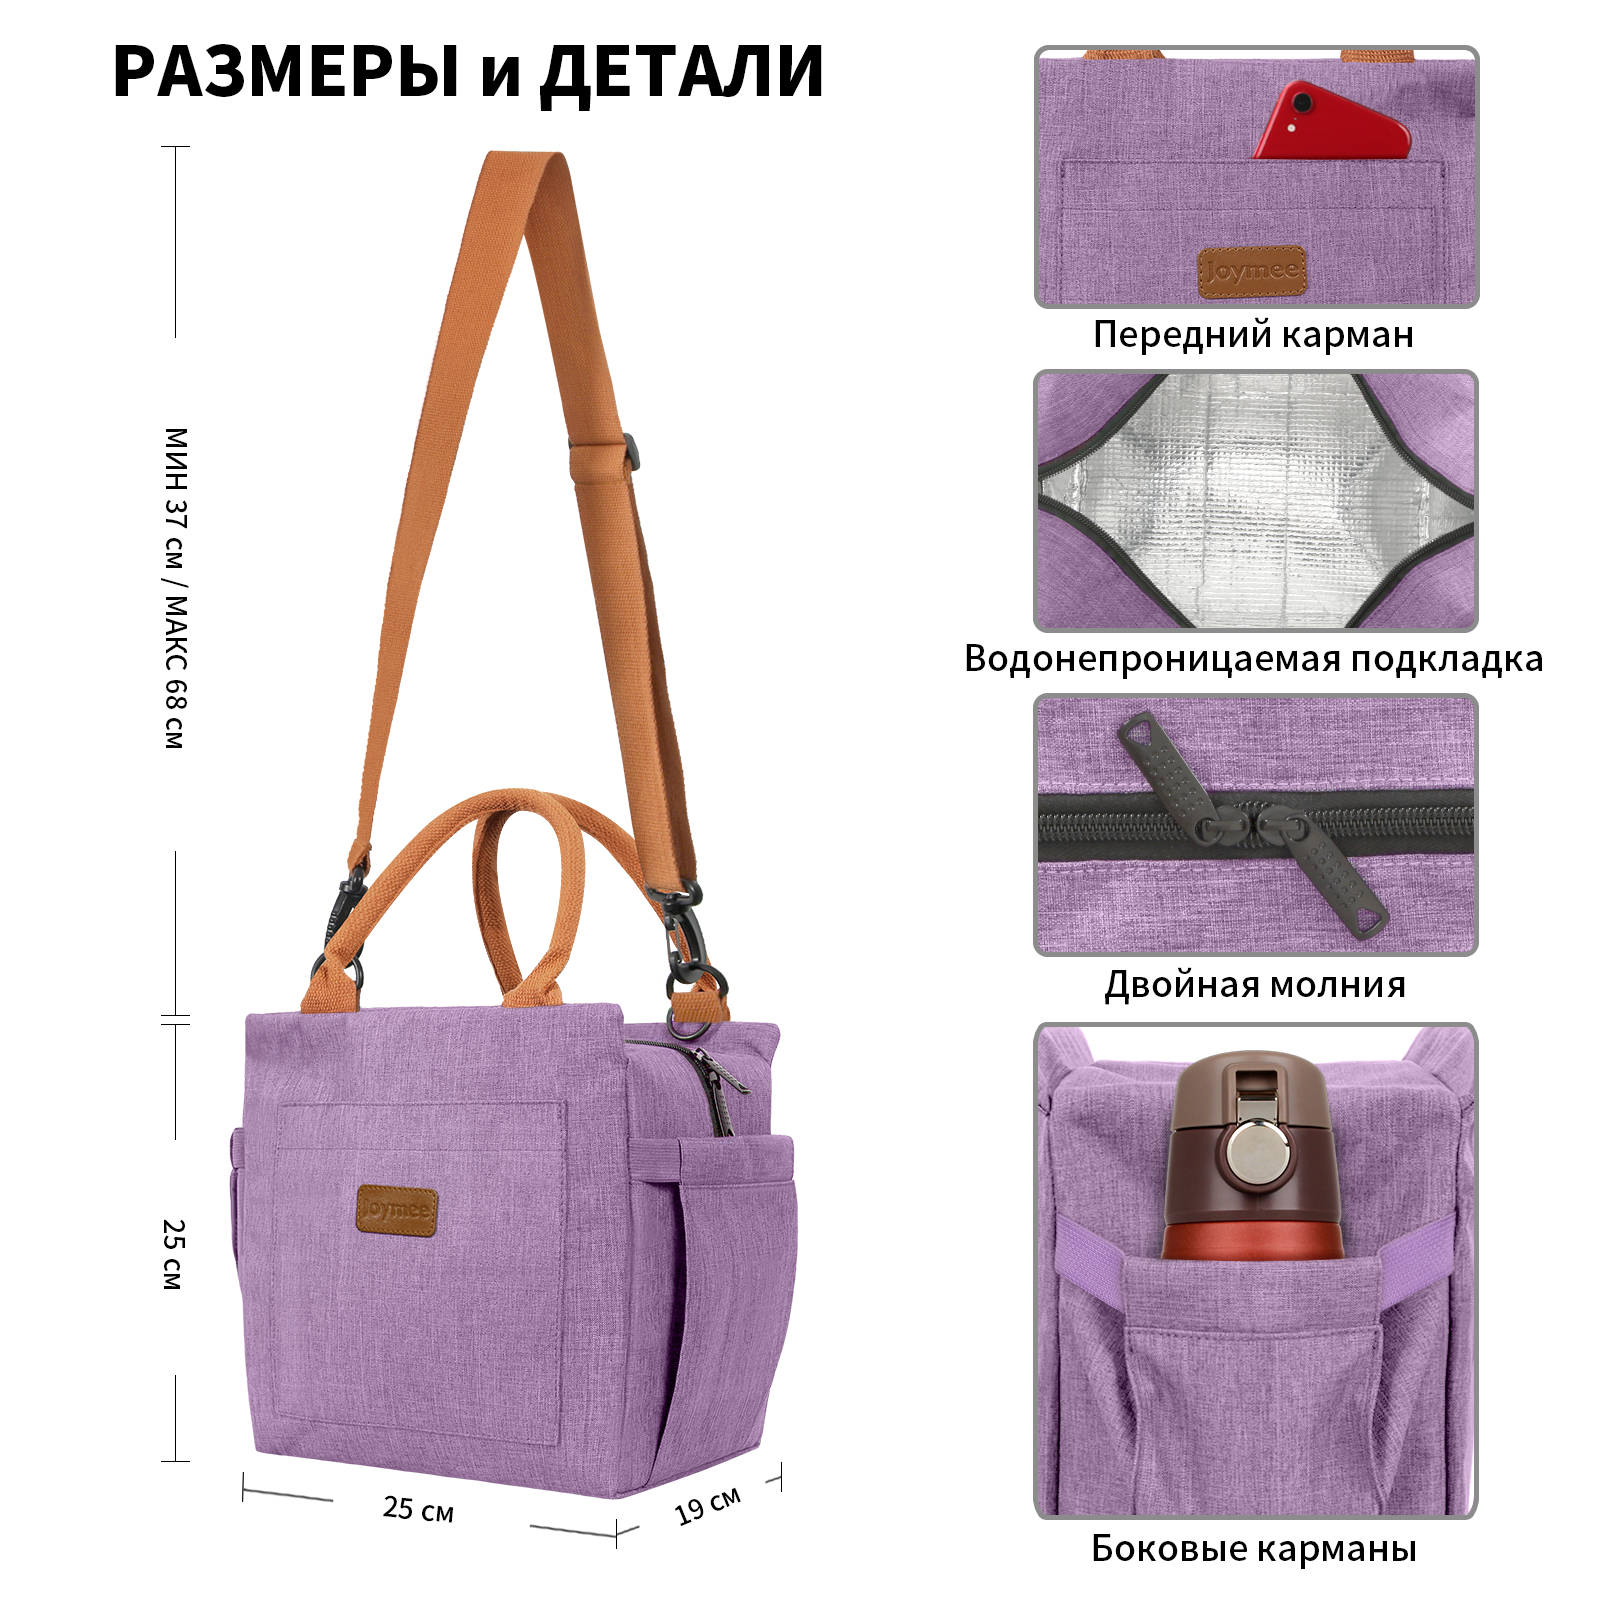 РАЗМЕРЫ и ДЕТАЛИ
МИН 37 см / МАКС 68 см
25 см
25 см
19 см
Joymee
Joymee
Передний карман
Водонепроницаемая подкладка
Двойная молния
Боковые карманы